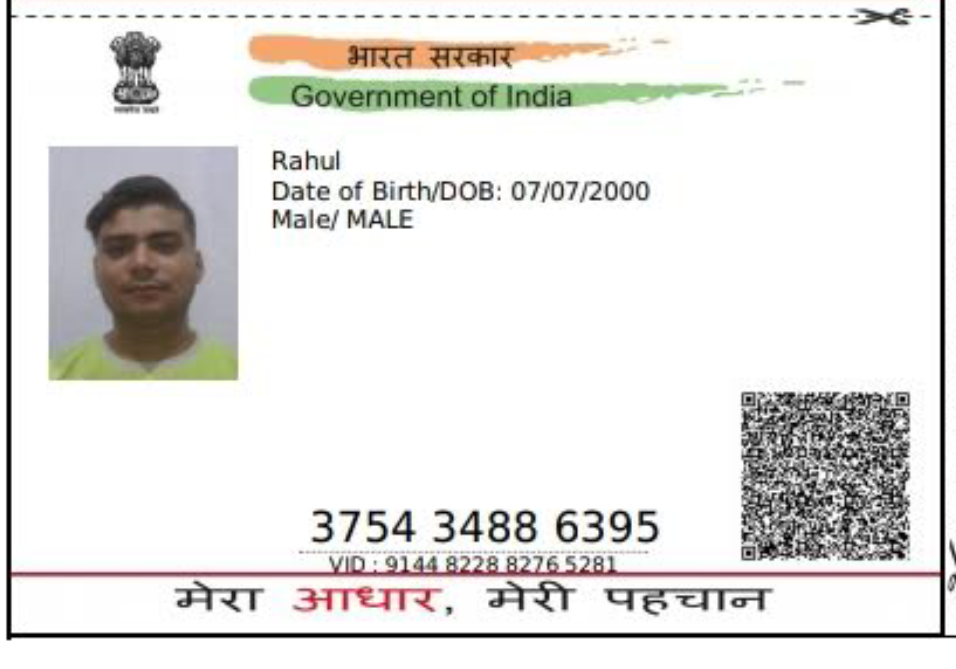 भारत सरकार
Government of India
Rahul
Date of Birth/DOB: 07/07/2000
Male/ MALE
3754 3488 6395
VID : 9144 8228 8276 5281
मेरा आधार, मेरी पहचान